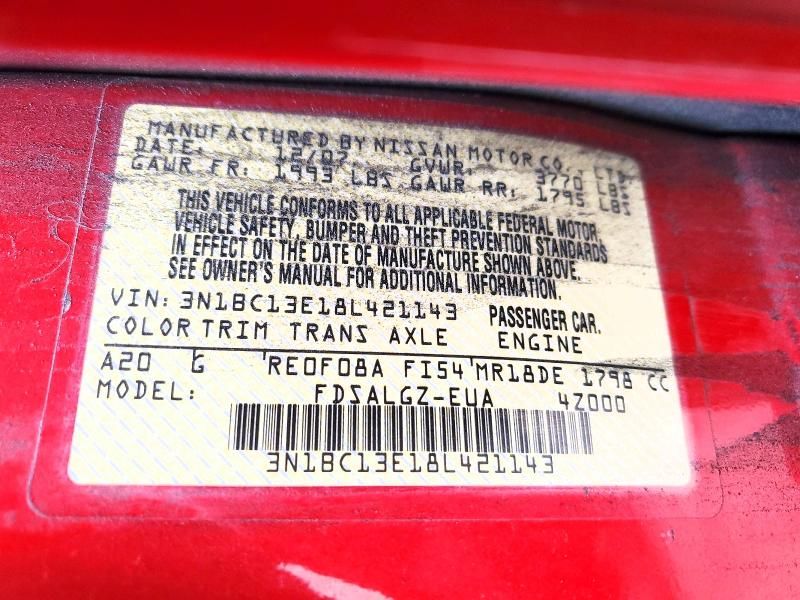 MANUFACTURED BY NISSAN MOTOR CO., LTD.
DATE: 12/07 GVWR: 3770 LBS
GAWR FR: 1993 LBS GAWR RR: 1795 LBS
THIS VEHICLE CONFORMS TO ALL APPLICABLE FEDERAL MOTOR
VEHICLE SAFETY, BUMPER AND THEFT PREVENTION STANDARDS
IN EFFECT ON THE DATE OF MANUFACTURE SHOWN ABOVE.
SEE OWNER'S MANUAL FOR ADDITIONAL INFORMATION.
VIN: 3N1BC13E18L421143 PASSENGER CAR.
COLOR TRIM TRANS AXLE ENGINE
A20 G RE0F08A FI54 MR18DE 1798 CC
MODEL: FDSALGZ-EUA 4Z000
3N1BC13E18L421143